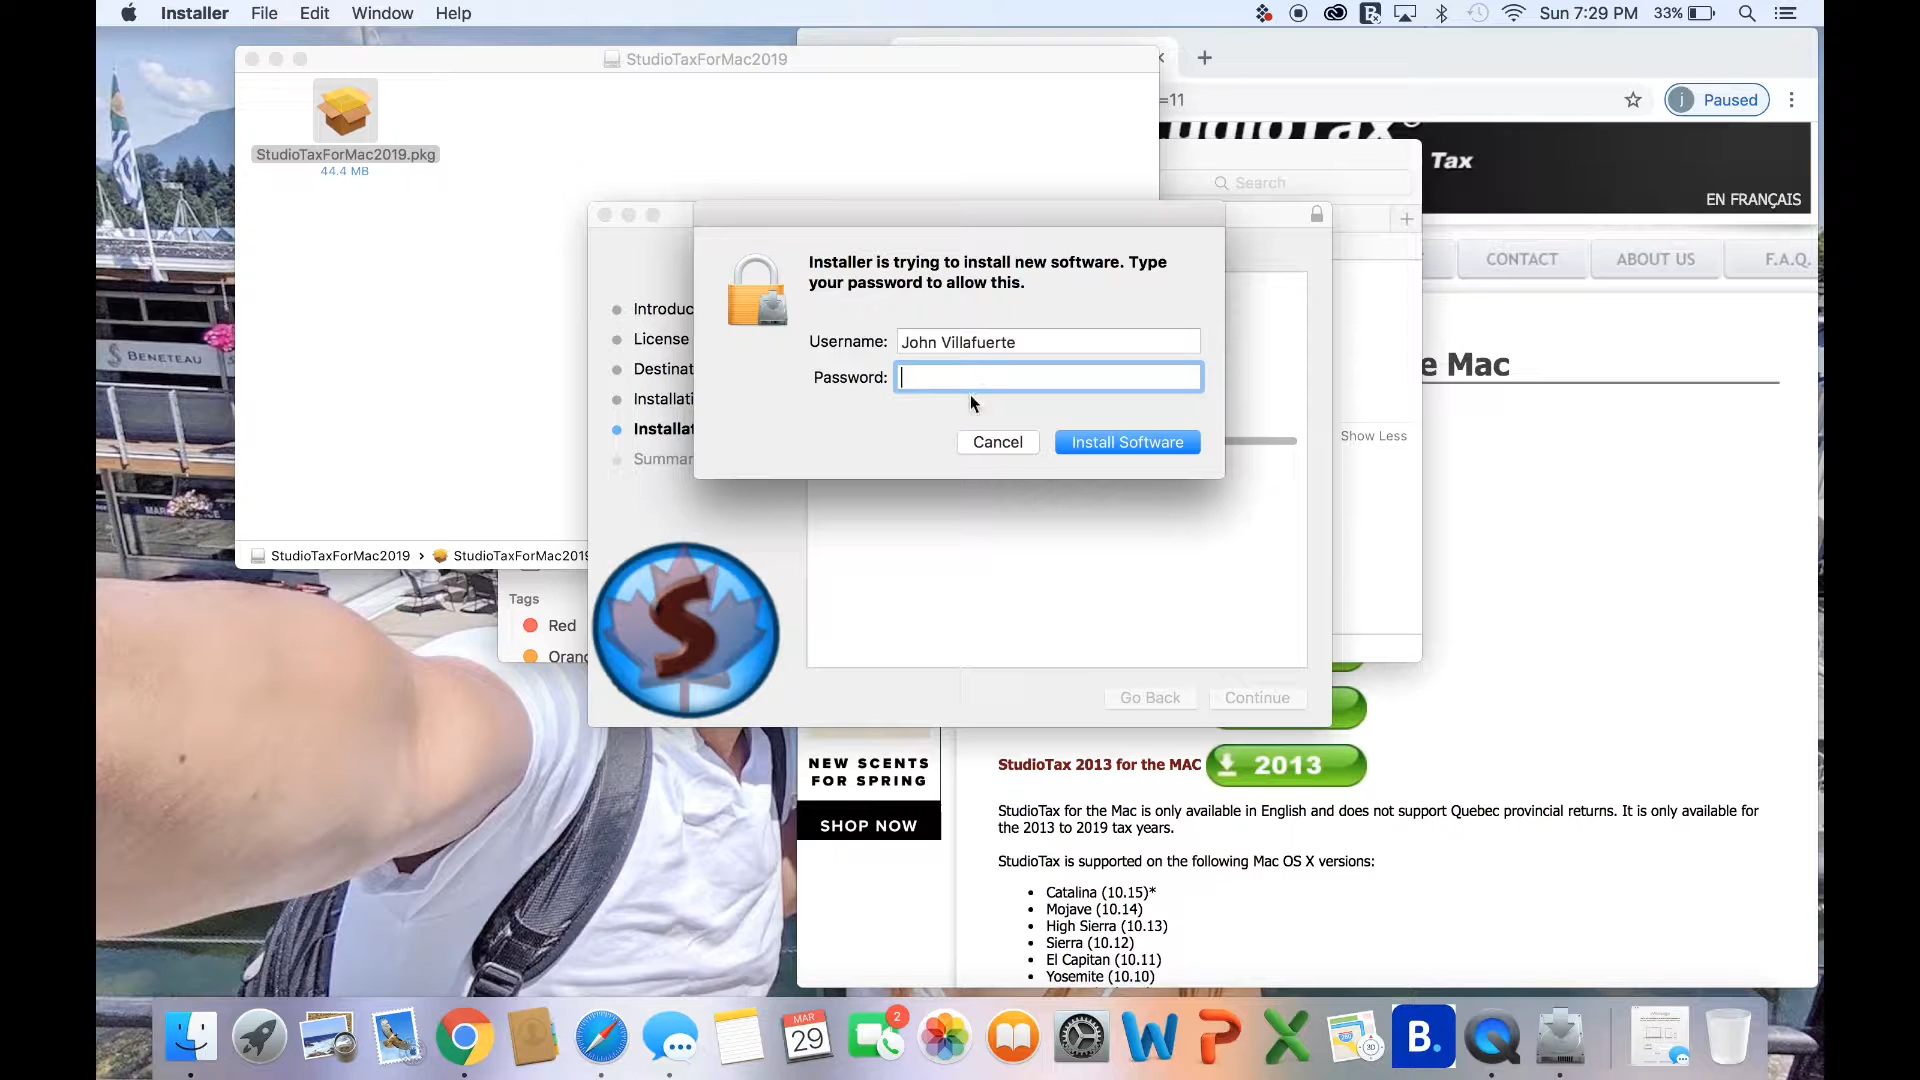 Installer File Edit Window Help
Sun 7:29 PM 33%
StudioTaxForMac2019
StudioTaxForMac2019.pkg
44.4 MB
=11
j Paused
Tax
EN FRANÇAIS
Search
CONTACT ABOUT US F.A.Q.
Installer is trying to install new software. Type
your password to allow this.
Username: John Villafuerte
Password:
Cancel Install Software
Introduc
License
Destinat
Installati
Installat
Summar
e Mac
Show Less
BENETEAU
StudioTaxForMac2019 › StudioTaxForMac2019
Tags
Red
Orang
S
Go Back Continue
NEW SCENTS
FOR SPRING
SHOP NOW
StudioTax 2013 for the MAC 2013
StudioTax for the Mac is only available in English and does not support Quebec provincial returns. It is only available for
the 2013 to 2019 tax years.
StudioTax is supported on the following Mac OS X versions:
• Catalina (10.15)*
• Mojave (10.14)
• High Sierra (10.13)
• Sierra (10.12)
• El Capitan (10.11)
• Yosemite (10.10)
MAR
29
2
3D
W P X
B.